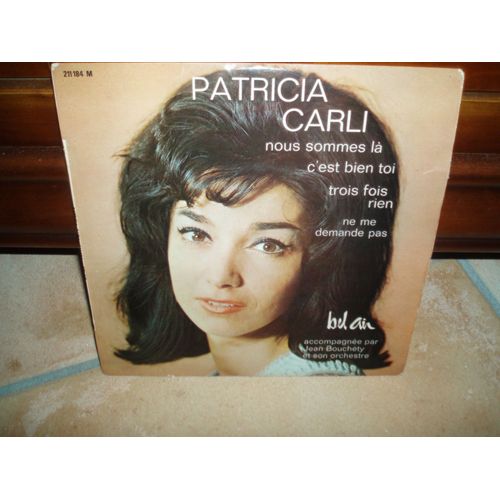 211 184 M
PATRICIA
CARLI
nous sommes là
c'est bien toi
trois fois
rien
ne me
demande pas
bel air
accompagnée par
Jean Bouchéty
et son orchestre